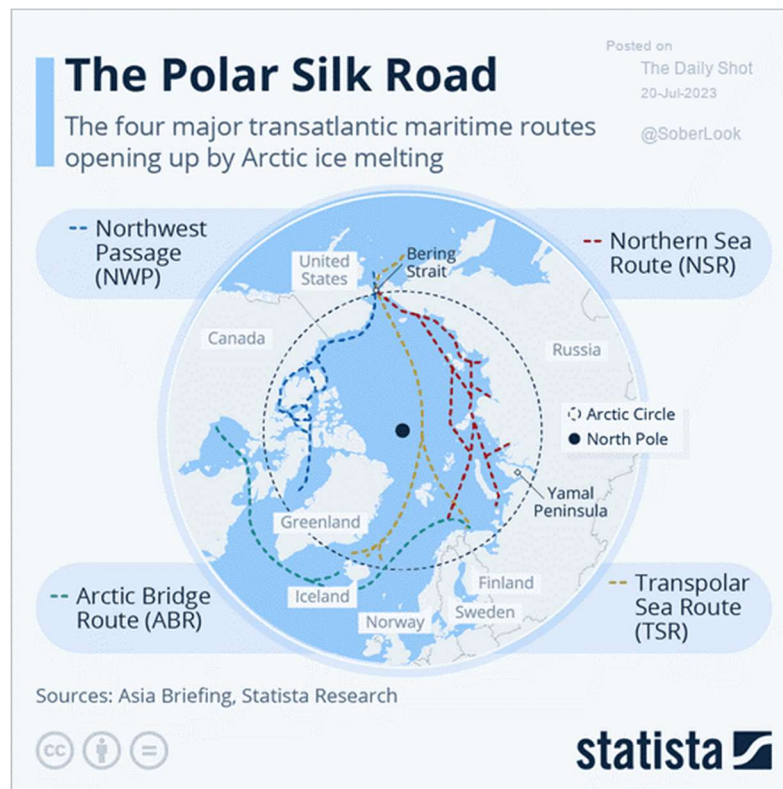 Posted on
The Daily Shot
20-Jul-2023
@SoberLook
The Polar Silk Road
The four major transatlantic maritime routes
opening up by Arctic ice melting
Northwest
Passage
(NWP)
Northern Sea
Route (NSR)
United
States
Bering
Strait
Canada
Russia
Arctic Circle
North Pole
Yamal
Peninsula
Greenland
Iceland
Norway
Finland
Sweden
Arctic Bridge
Route (ABR)
Transpolar
Sea Route
(TSR)
Sources: Asia Briefing, Statista Research
cc
statista